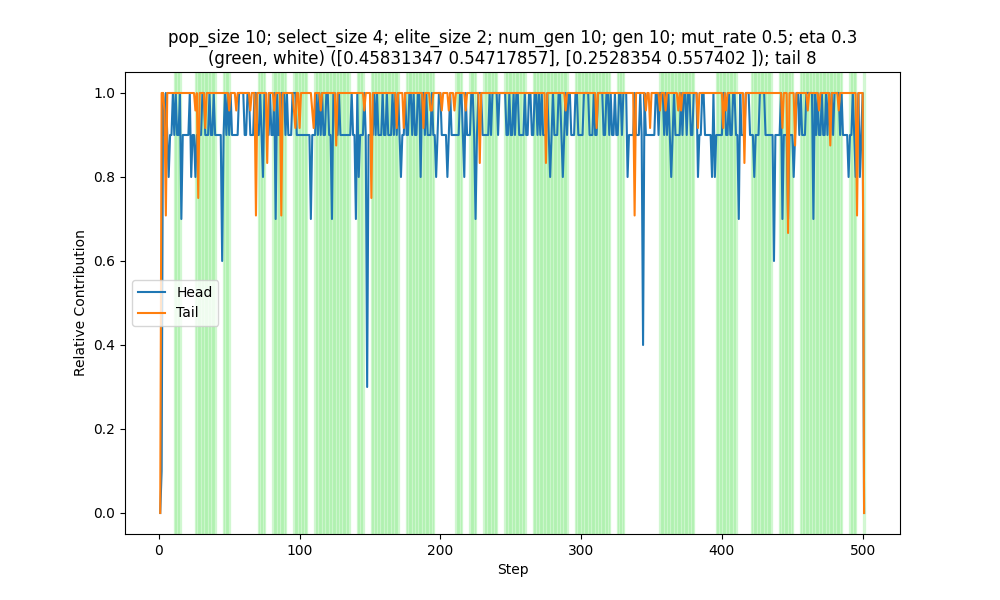 pop_size 10; select_size 4; elite_size 2; num_gen 10; gen 10; mut_rate 0.5; eta 0.3
(green, white) ([0.45831347 0.54717857], [0.2528354 0.557402 ]); tail 8
1.0
0.8
0.6
0.4
0.2
0.0
Relative Contribution
Head
Tail
0
100
200
300
400
500
Step